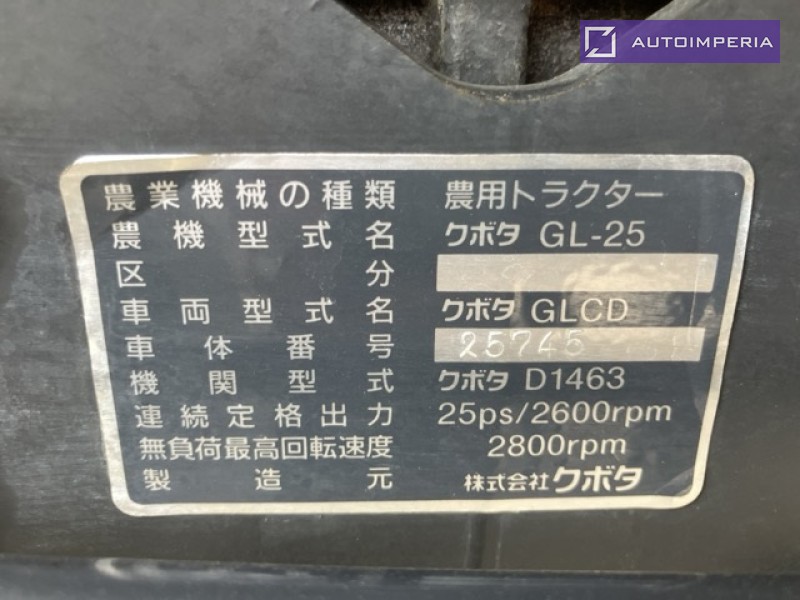 AUTOIMPERIA
農業機械の種類 農用トラクター
農機型式名 クボタ GL-25
区分
車両型式名 クボタ GLCD
車体番号 25745
機関型式 クボタ D1463
連続定格出力 25ps/2600rpm
無負荷最高回転速度 2800rpm
製造元 株式会社クボタ